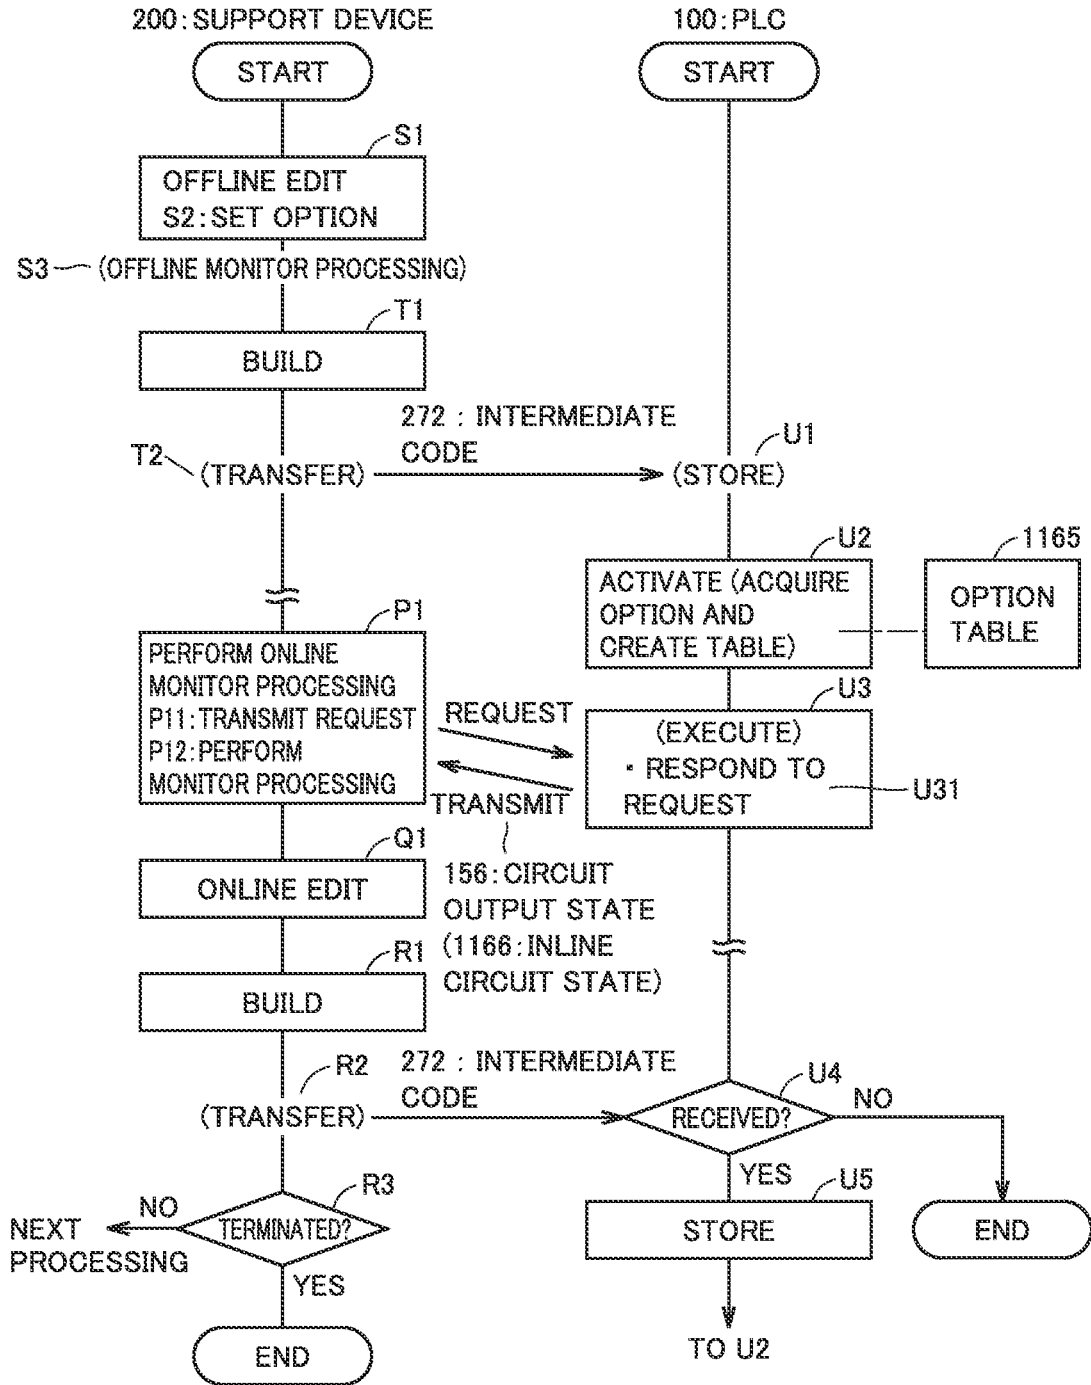 200:SUPPORT DEVICE
100:PLC
START
START
S1
OFFLINE EDIT
S2:SET OPTION
S3
(OFFLINE MONITOR PROCESSING)
T1
BUILD
272 : INTERMEDIATE
CODE
T2
(TRANSFER)
U1
(STORE)
U2
ACTIVATE (ACQUIRE
OPTION AND
CREATE TABLE)
1165
OPTION
TABLE
P1
PERFORM ONLINE
MONITOR PROCESSING
P11:TRANSMIT REQUEST
P12:PERFORM
MONITOR PROCESSING
REQUEST
TRANSMIT
U3
(EXECUTE)
・RESPOND TO
REQUEST
U31
156:CIRCUIT
OUTPUT STATE
(1166:INLINE
CIRCUIT STATE)
Q1
ONLINE EDIT
R1
BUILD
R2
(TRANSFER)
272 : INTERMEDIATE
CODE
U4
RECEIVED?
NO
YES
END
U5
STORE
TO U2
R3
TERMINATED?
NO
NEXT
PROCESSING
YES
END